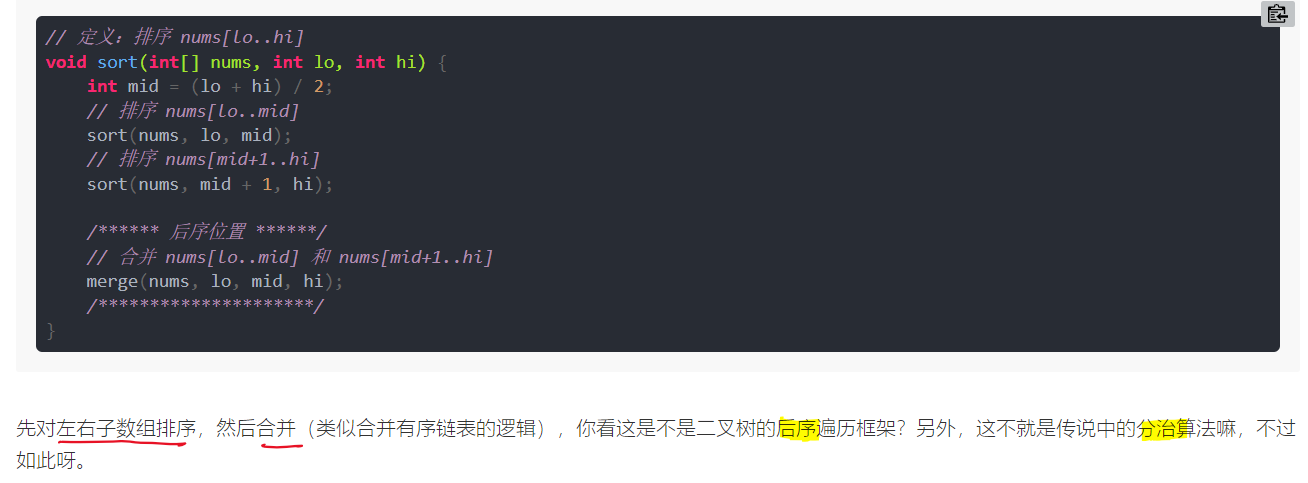 // 定义：排序 nums[lo..hi]
void sort(int[] nums, int lo, int hi) {
    int mid = (lo + hi) / 2;
    // 排序 nums[lo..mid]
    sort(nums, lo, mid);
    // 排序 nums[mid+1..hi]
    sort(nums, mid + 1, hi);
    /****** 后序位置 ******/
    // 合并 nums[lo..mid] 和 nums[mid+1..hi]
    merge(nums, lo, mid, hi);
    /*********************/
}
先对左右子数组排序，然后合并（类似合并有序链表的逻辑），你看这是不是二叉树的后序遍历框架？另外，这不就是传说中的分治算法嘛，不过
如此呀。